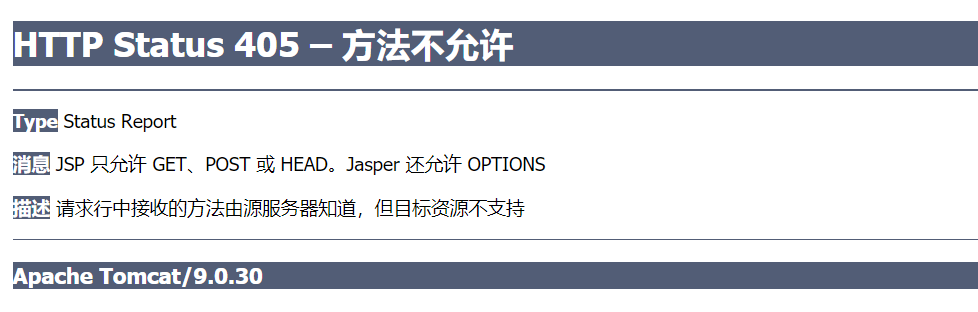 HTTP Status 405 – 方法不允许
Type Status Report
消息 JSP 只允许 GET、POST 或 HEAD。Jasper 还允许 OPTIONS
描述 请求行中接收的方法由源服务器知道，但目标资源不支持
Apache Tomcat/9.0.30